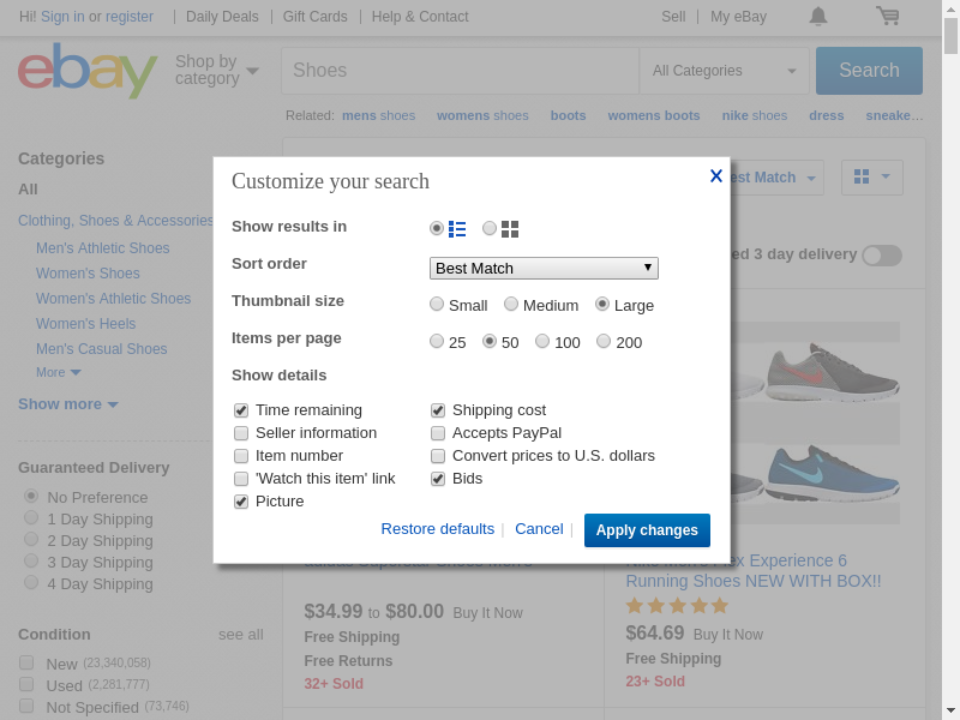 Hi! Sign in or register | Daily Deals | Gift Cards | Help & Contact Sell | My eBay
ebay Shop by category Shoes All Categories Search
Related: mens shoes womens shoes boots womens boots nike shoes dress sneake...
Categories
All
Clothing, Shoes & Accessories
Men's Athletic Shoes
Women's Shoes
Women's Athletic Shoes
Women's Heels
Men's Casual Shoes
More
Show more
Guaranteed Delivery
No Preference
1 Day Shipping
2 Day Shipping
3 Day Shipping
4 Day Shipping
Condition see all
New (23,340,058)
Used (2,281,777)
Not Specified (73,746)
est Match
ed 3 day delivery
Customize your search X
Show results in
Sort order Best Match
Thumbnail size Small Medium Large
Items per page 25 50 100 200
Show details
Time remaining Shipping cost
Seller information Accepts PayPal
Item number Convert prices to U.S. dollars
'Watch this item' link Bids
Picture
Restore defaults | Cancel | Apply changes
$34.99 to $80.00 Buy It Now
Free Shipping
Free Returns
32+ Sold
Experience 6
Running Shoes NEW WITH BOX!!
$64.69 Buy It Now
Free Shipping
23+ Sold